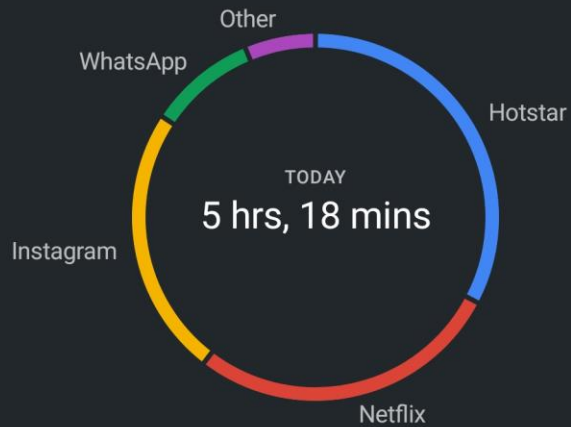 Other
WhatsApp
Hotstar
TODAY
5 hrs, 18 mins
Instagram
Netflix